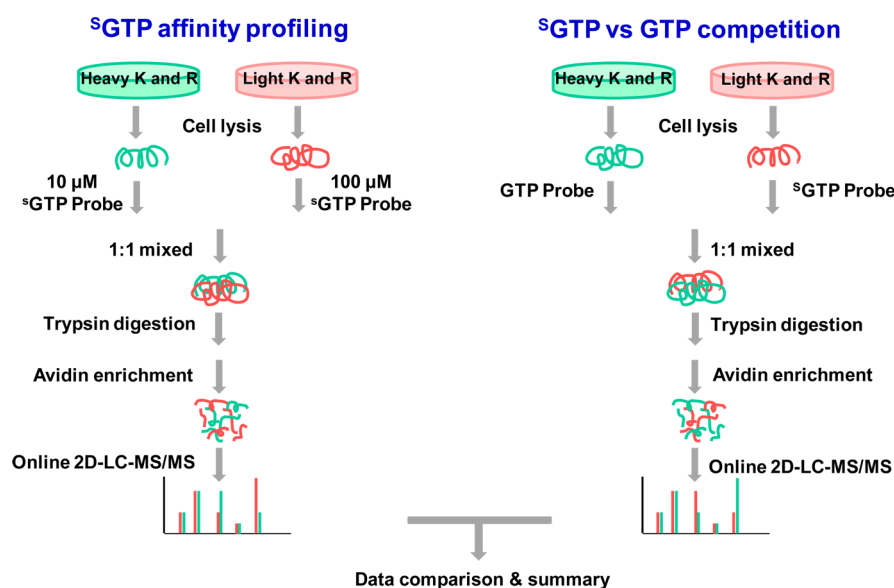 ˢGTP affinity profiling
Heavy K and R
Light K and R
Cell lysis
10 µM
ˢGTP Probe
100 µM
ˢGTP Probe
1:1 mixed
Trypsin digestion
Avidin enrichment
Online 2D-LC-MS/MS
ˢGTP vs GTP competition
Heavy K and R
Light K and R
Cell lysis
GTP Probe
ˢGTP Probe
1:1 mixed
Trypsin digestion
Avidin enrichment
Online 2D-LC-MS/MS
Data comparison & summary